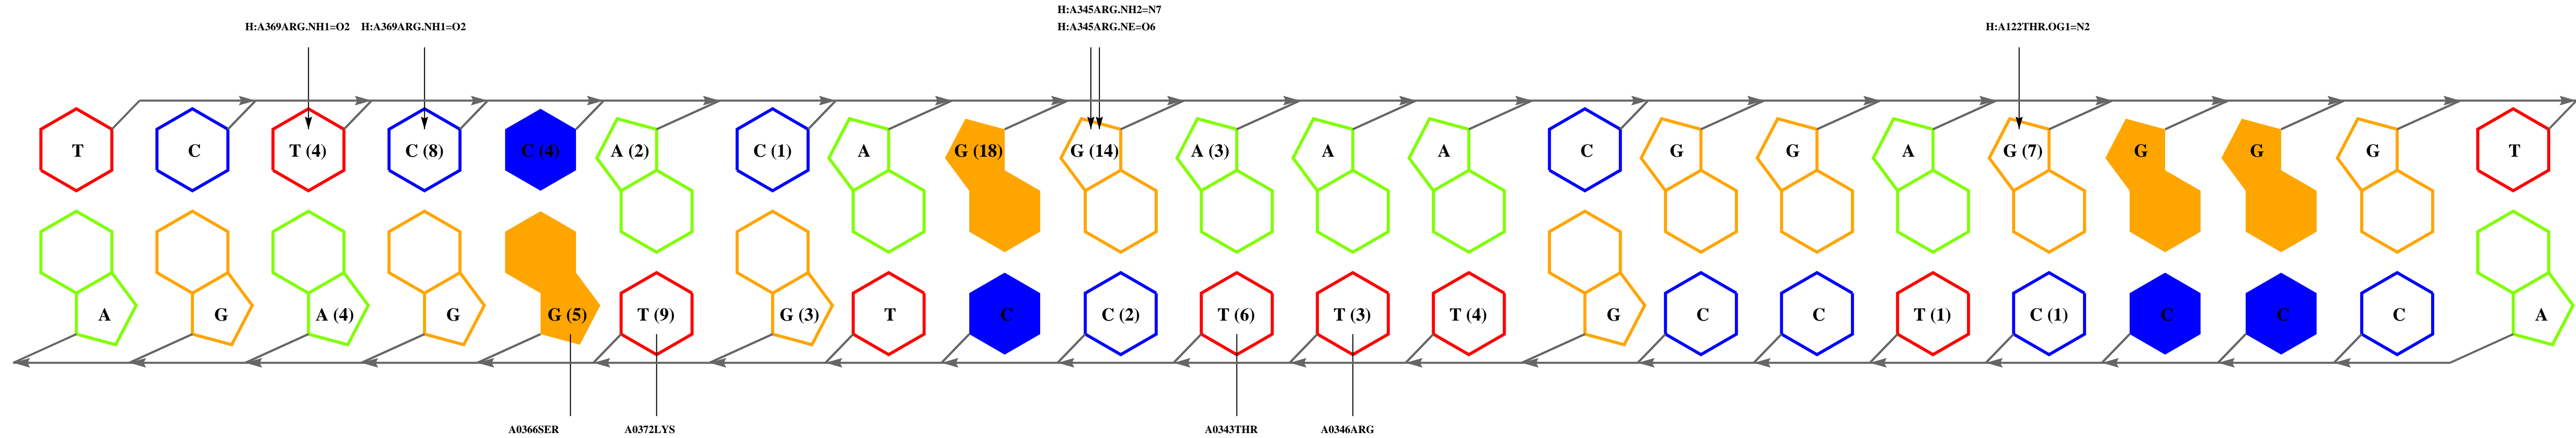 H:A345ARG.NH2=N7
H:A369ARG.NH1=O2 H:A369ARG.NH1=O2 H:A345ARG.NE=O6 H:A122THR.OG1=N2
T C T (4) C (8) C (4) A (2) C (1) A G (18) G (14) A (3) A A C G G A G (7) G G G T
A G A (4) G G (5) T (9) G (3) T C C (2) T (6) T (3) T (4) G C C T (1) C (1) C C C A
A0366SER A0372LYS A0343THR A0346ARG